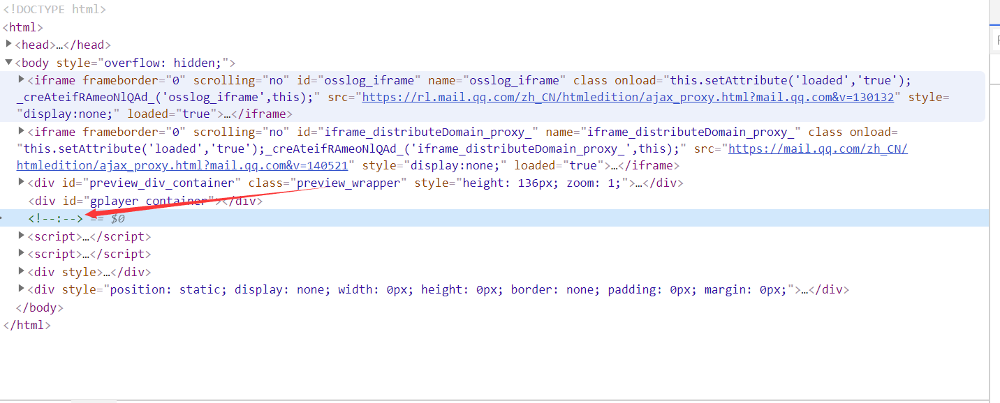 <!DOCTYPE html>
<html>
<head>…</head>
<body style="overflow: hidden;">
<iframe frameborder="0" scrolling="no" id="osslog_iframe" name="osslog_iframe" class onload="this.setAttribute('loaded','true');
_creAteifRAmeoNlQAd_('osslog_iframe',this);" src="https://rl.mail.qq.com/zh_CN/htmledition/ajax_proxy.html?mail.qq.com&v=130132" style=
"display:none;" loaded="true">…</iframe>
<iframe frameborder="0" scrolling="no" id="iframe_distributeDomain_proxy_" name="iframe_distributeDomain_proxy_" class onload=
"this.setAttribute('loaded','true');_creAteifRAmeoNlQAd_('iframe_distributeDomain_proxy_',this);" src="https://mail.qq.com/zh_CN/
htmledition/ajax_proxy.html?mail.qq.com&v=140521" style="display:none;" loaded="true">…</iframe>
<div id="preview_div_container" class="preview_wrapper" style="height: 136px; zoom: 1;">…</div>
<div id="gplayer_container"></div>
<!--:--> == $0
<script>…</script>
<script>…</script>
<div style>…</div>
<div style="position: static; display: none; width: 0px; height: 0px; border: none; padding: 0px; margin: 0px;">…</div>
</body>
</html>